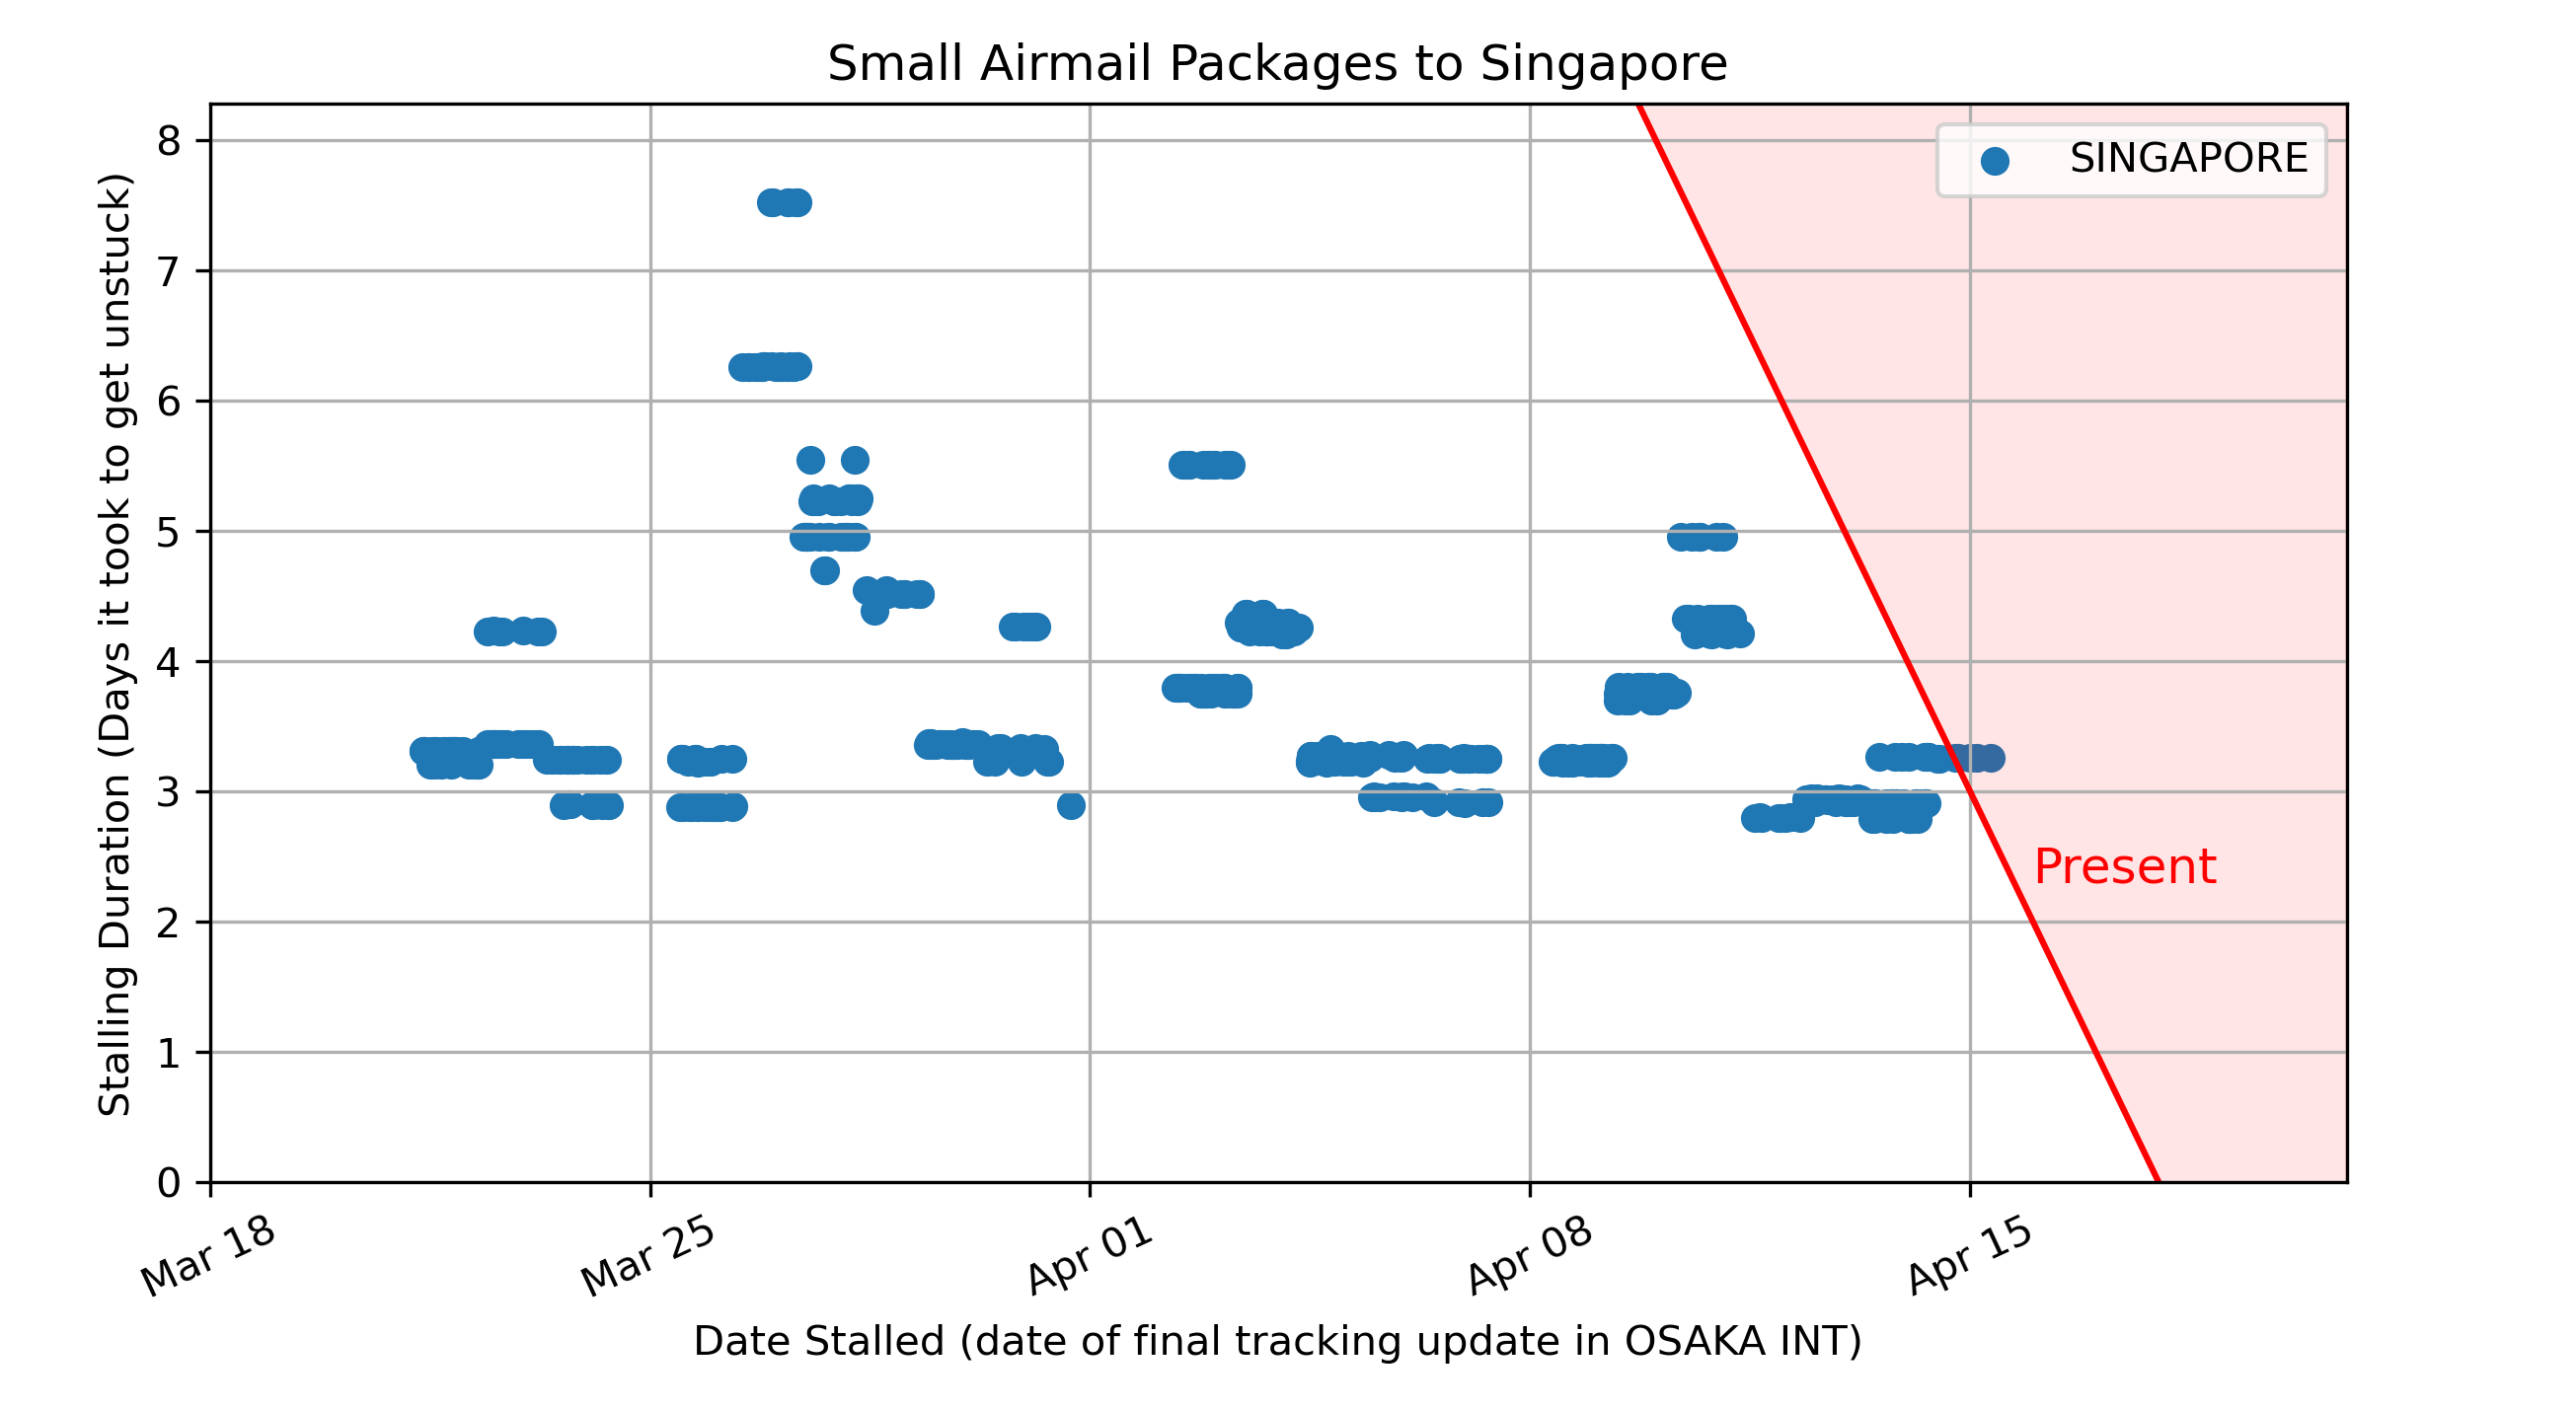 Small Airmail Packages to Singapore
Stalling Duration (Days it took to get unstuck)
8
7
6
5
4
3
2
1
0
SINGAPORE
Present
Mar 18
Mar 25
Apr 01
Apr 08
Apr 15
Date Stalled (date of final tracking update in OSAKA INT)